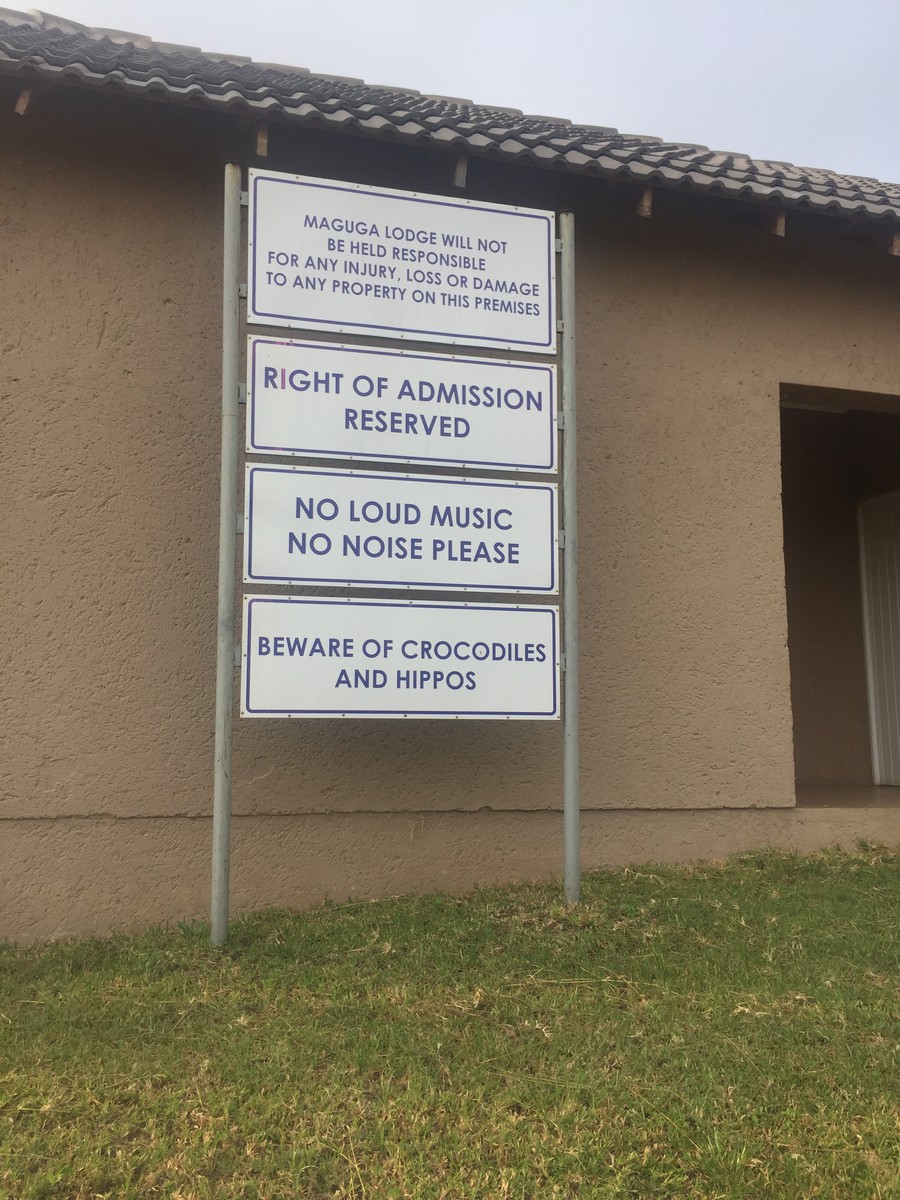 MAGUGA LODGE WILL NOT
BE HELD RESPONSIBLE
FOR ANY INJURY, LOSS OR DAMAGE
TO ANY PROPERTY ON THIS PREMISES
RIGHT OF ADMISSION
RESERVED
NO LOUD MUSIC
NO NOISE PLEASE
BEWARE OF CROCODILES
AND HIPPOS